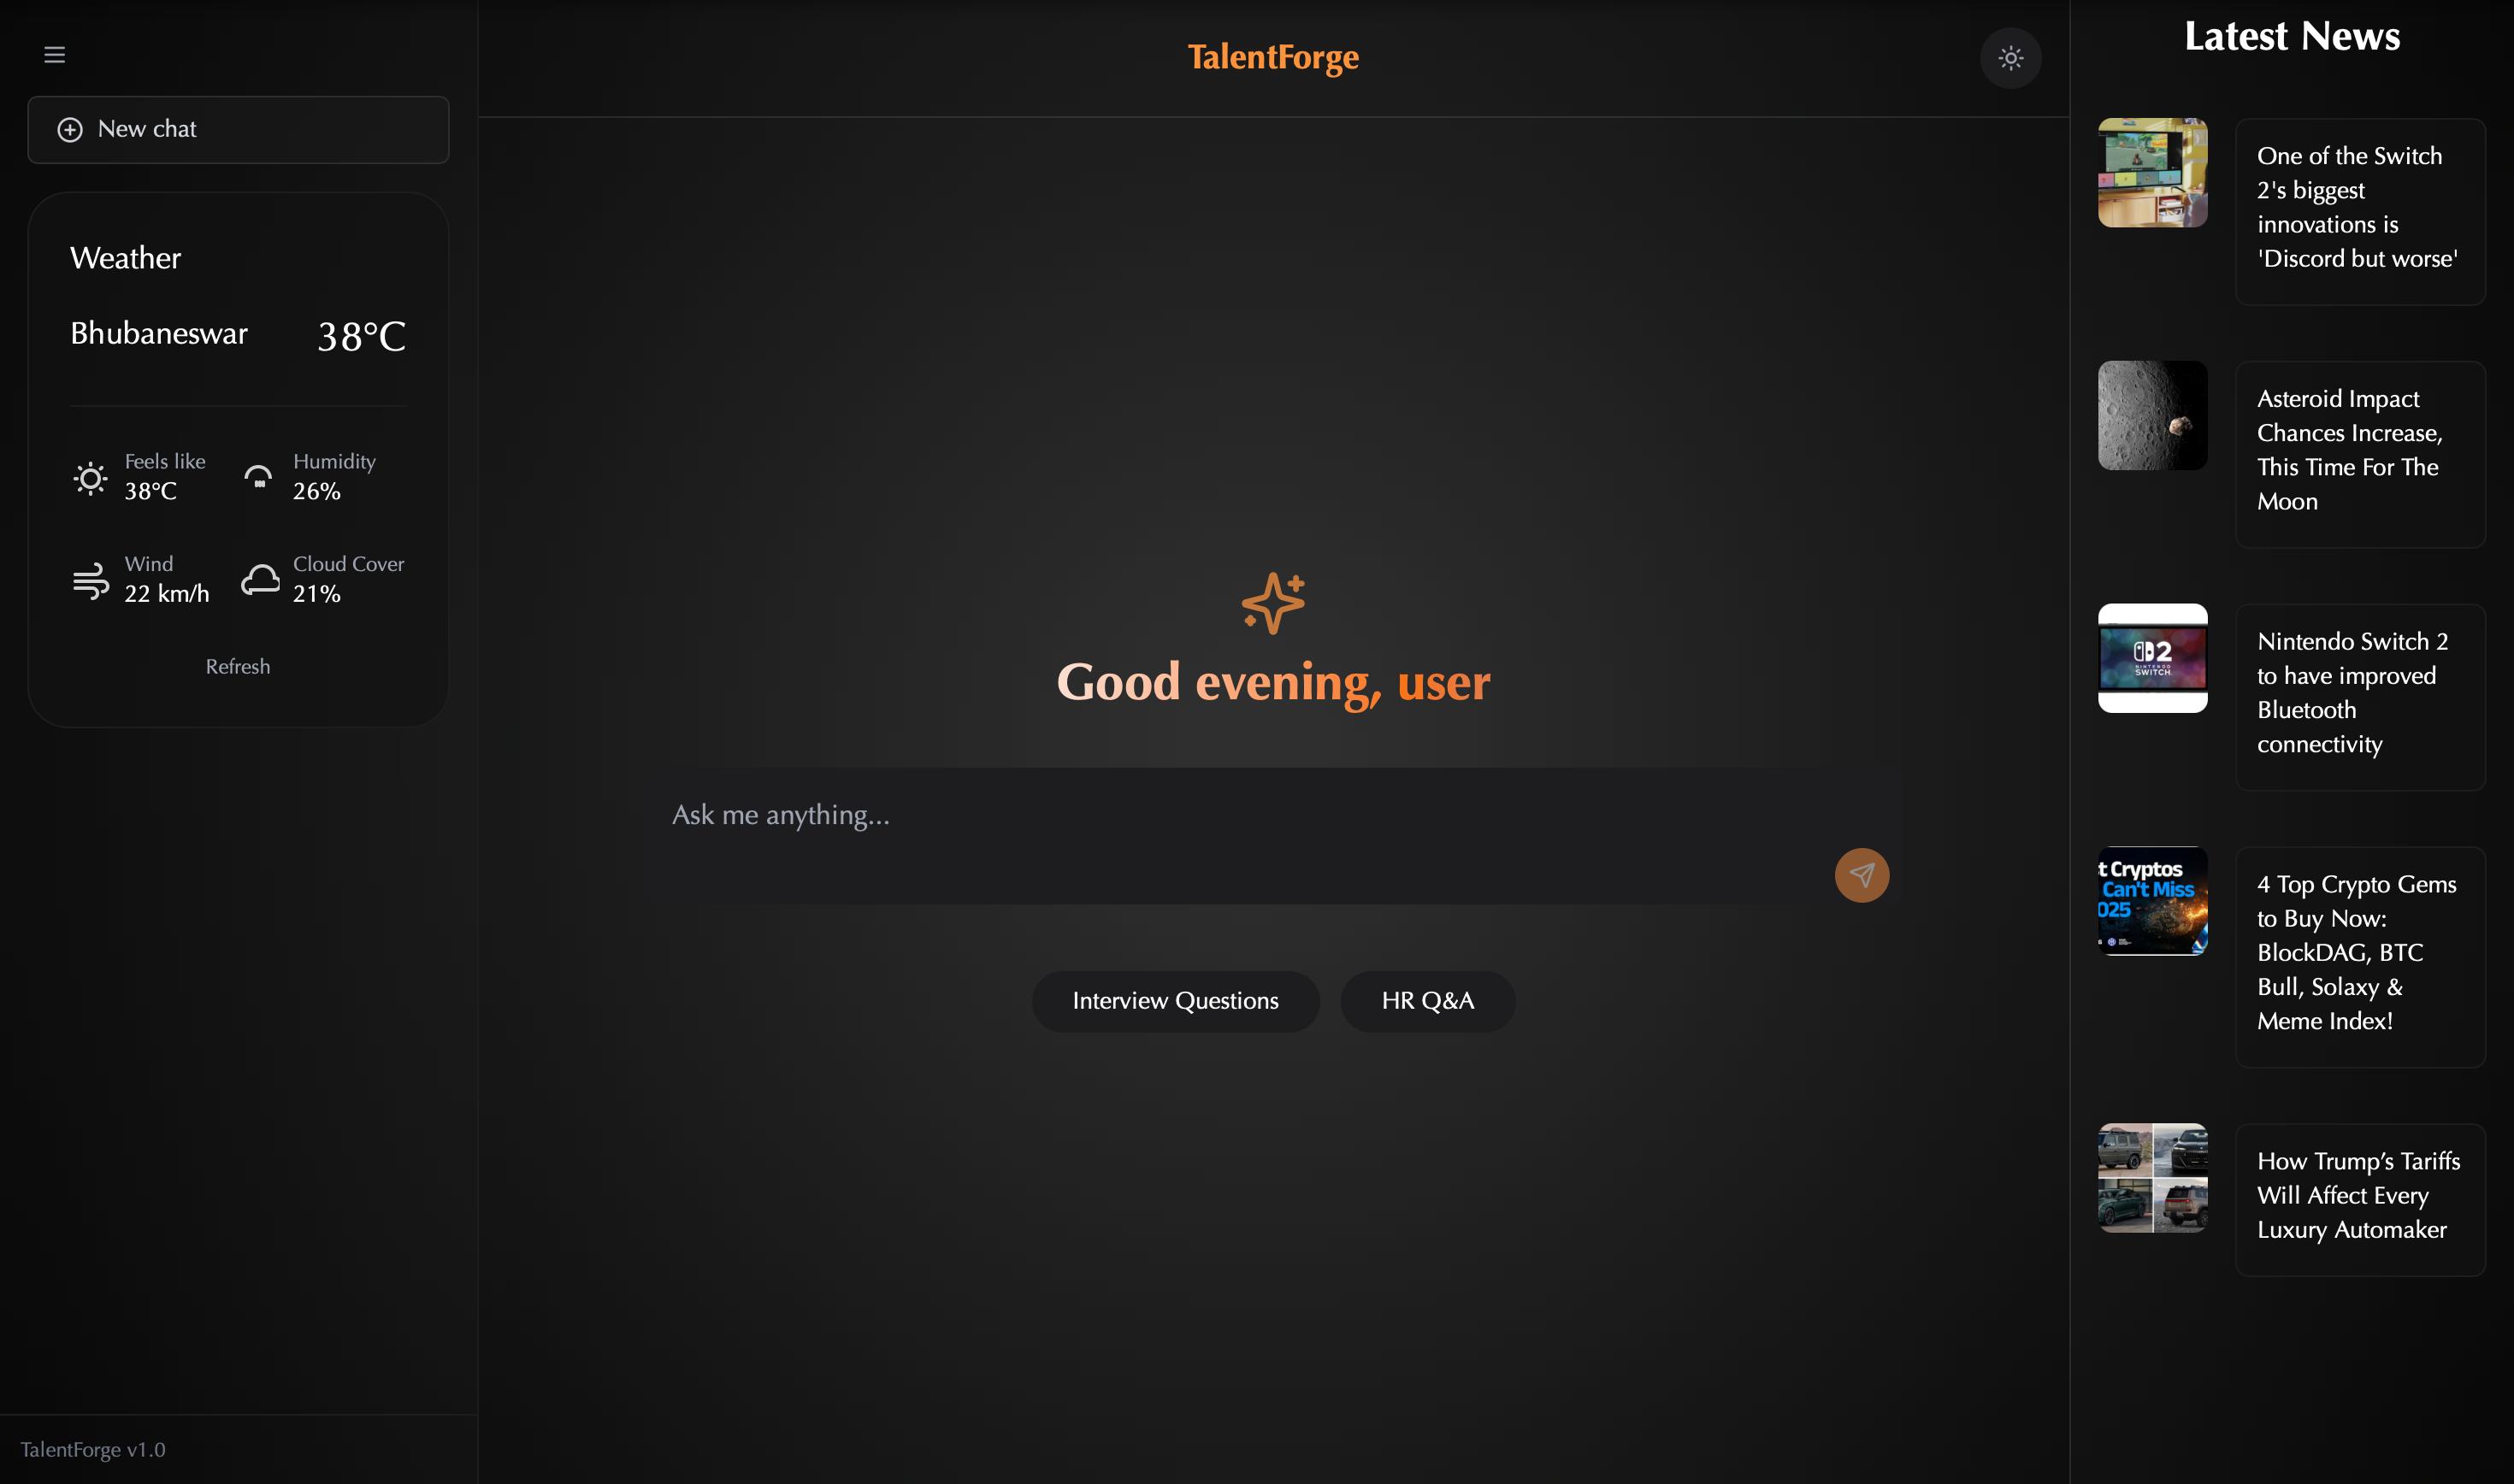 New chat
Weather
Bhubaneswar
38°C
Feels like
38°C
Humidity
26%
Wind
22 km/h
Cloud Cover
21%
Refresh
TalentForge v1.0
TalentForge
Good evening, user
Ask me anything...
Interview Questions
HR Q&A
Latest News
One of the Switch
2's biggest
innovations is
'Discord but worse'
Asteroid Impact
Chances Increase,
This Time For The
Moon
2
NINTENDO
SWITCH
Nintendo Switch 2
to have improved
Bluetooth
connectivity
t Cryptos
Can't Miss
025
4 Top Crypto Gems
to Buy Now:
BlockDAG, BTC
Bull, Solaxy &
Meme Index!
How Trump’s Tariffs
Will Affect Every
Luxury Automaker